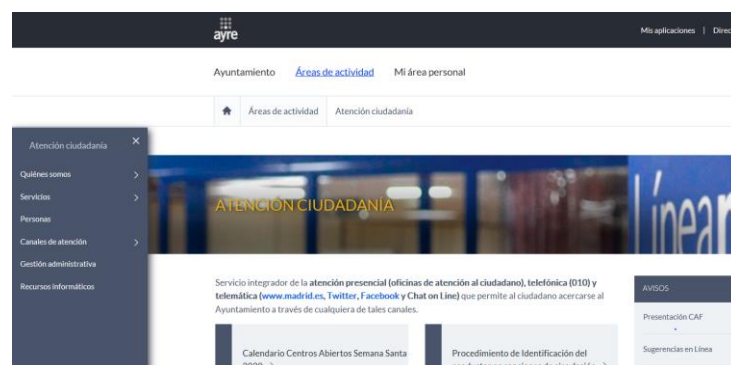 ayre
Mis aplicaciones | Direc
Ayuntamiento Áreas de actividad Mi área personal
Áreas de actividad Atención ciudadanía
Atención ciudadanía ×
Quiénes somos
Servicios
Personas
Canales de atención
Gestión administrativa
Recursos informáticos
ATENCIÓN CIUDADANÍA
Línea
Servicio integrador de la atención presencial (oficinas de atención al ciudadano), telefónica (010) y
telemática (www.madrid.es, Twitter, Facebook y Chat on Line) que permite al ciudadano acercarse al
Ayuntamiento a través de cualquiera de tales canales.
AVISOS
Presentación CAF
Sugerencias en Línea
Calendario Centros Abiertos Semana Santa
Procedimiento de Identificación del